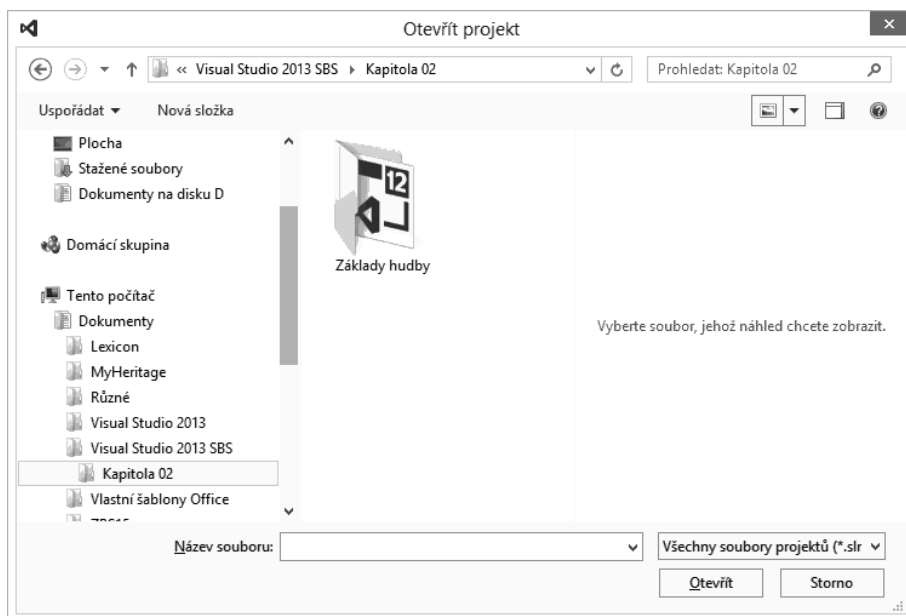 Otevřít projekt
« Visual Studio 2013 SBS Kapitola 02
Prohledat: Kapitola 02
Uspořádat Nová složka
Plocha
Stažené soubory
Dokumenty na disku D
Domácí skupina
Tento počítač
Dokumenty
Lexicon
MyHeritage
Různé
Visual Studio 2013
Visual Studio 2013 SBS
Kapitola 02
Vlastní šablony Office
12
Základy hudby
Vyberte soubor, jehož náhled chcete zobrazit.
Název souboru:
Všechny soubory projektů (*.slr
Otevřít Storno